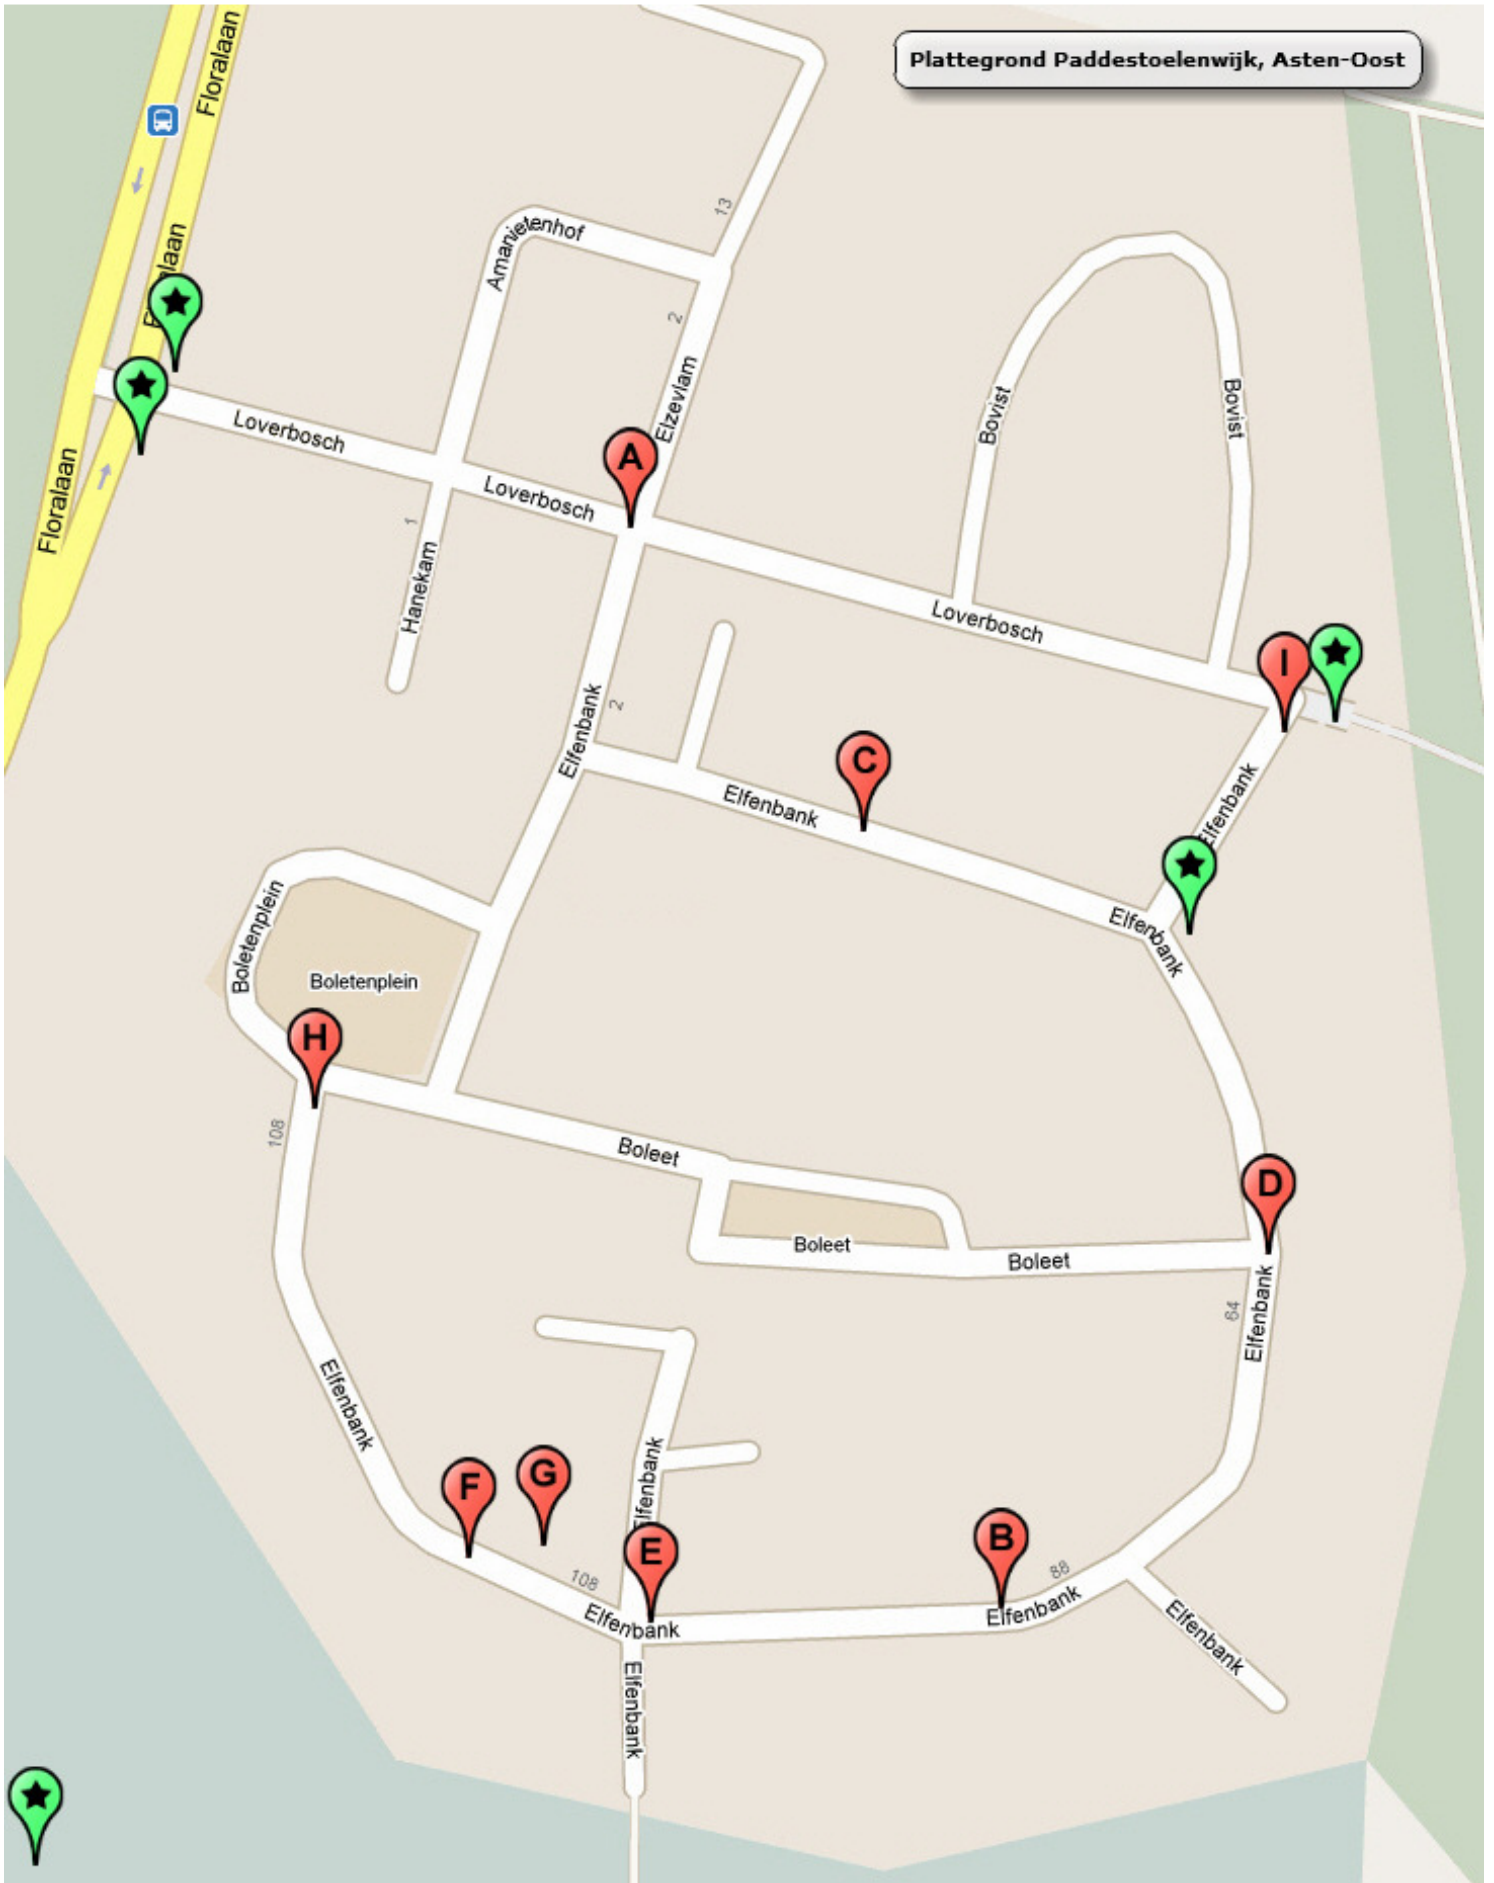 Plattegrond Paddestoelenwijk, Asten-Oost
Floralaan
Floralaan
Floralaan
13
Amanietenhof
2
Elzevlam
Bovist
Bovist
Loverbosch
A
Loverbosch
1
Hanekam
Loverbosch
I
2
Elfenbank
C
Elfenbank
Elfenbank
Elfenbank
Boletenplein
Boletenplein
H
108
Boleet
D
Boleet
Boleet
64
Elfenbank
Elfenbank
Elfenbank
F
G
E
B
108
88
Elfenbank
Elfenbank
Elfenbank
Elfenbank